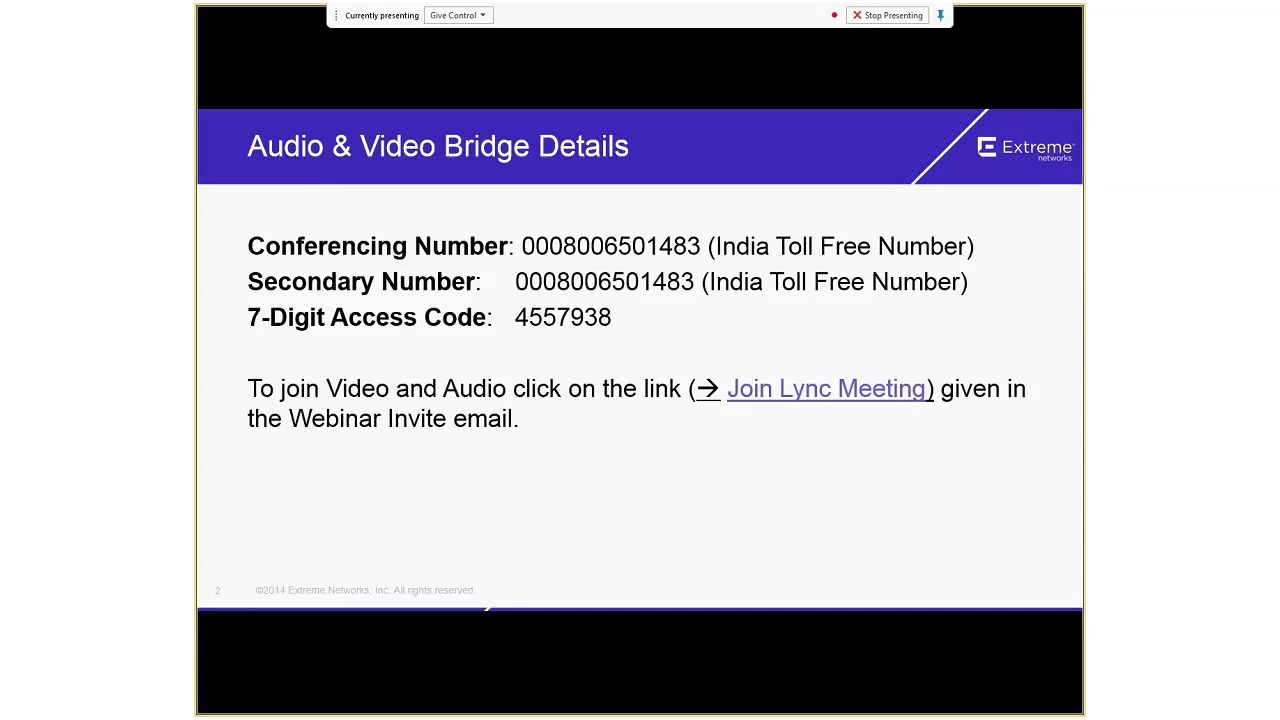 Currently presenting Give Control Stop Presenting
Audio & Video Bridge Details
Extreme
networks
Conferencing Number: 0008006501483 (India Toll Free Number)
Secondary Number: 0008006501483 (India Toll Free Number)
7-Digit Access Code: 4557938
To join Video and Audio click on the link (→ Join Lync Meeting) given in
the Webinar Invite email.
2 ©2014 Extreme Networks, Inc. All rights reserved.